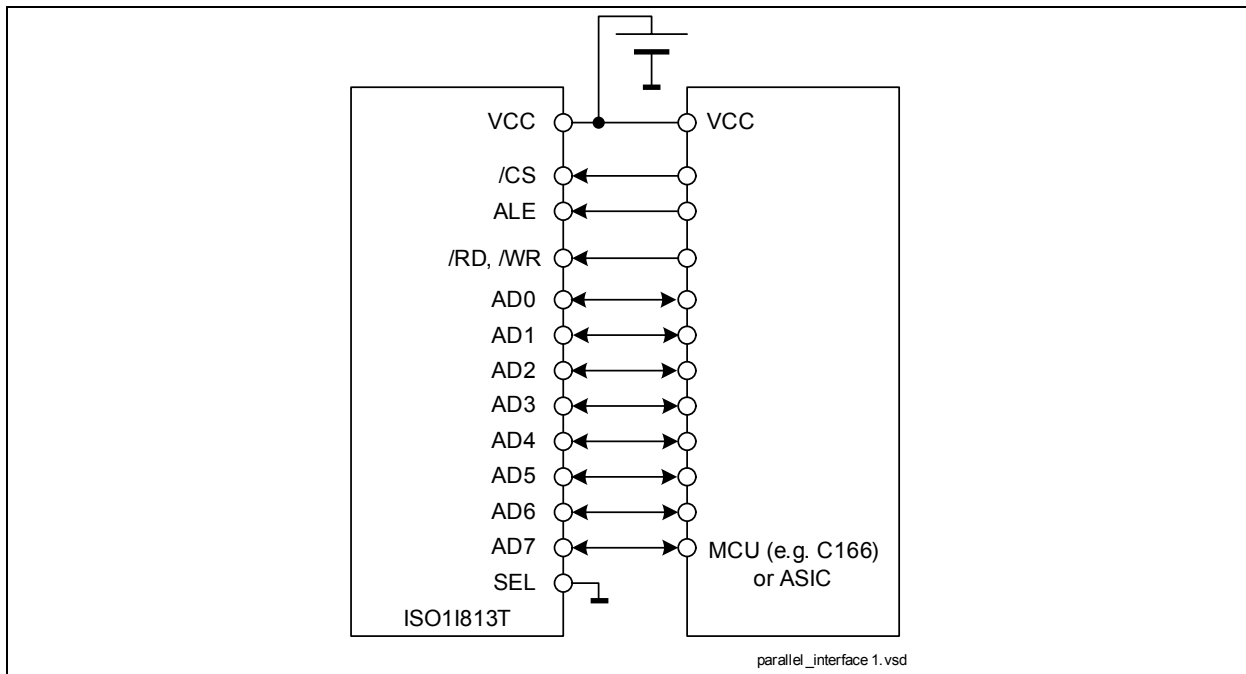 VCC
VCC
/CS
ALE
/RD, /WR
AD0
AD1
AD2
AD3
AD4
AD5
AD6
AD7
MCU (e.g. C166)
or ASIC
SEL
ISO1I813T
parallel_interface 1.vsd